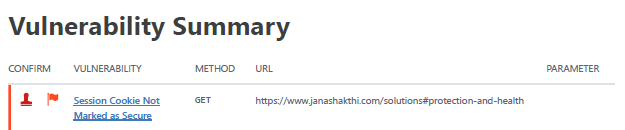 Vulnerability Summary
CONFIRM VULNERABILITY METHOD URL PARAMETER
Session Cookie Not Marked as Secure GET https://www.janashakthi.com/solutions#protection-and-health